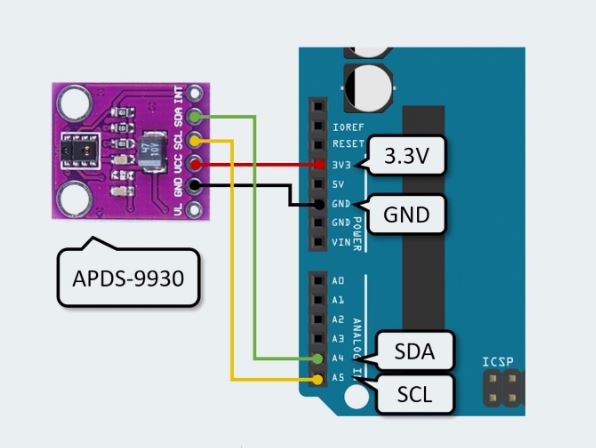 INT
SDA
SCL
VCC
GND
VL
47
107
APDS-9930
IOREF
RESET
3V3
5V
GND
GND
VIN
POWER
3.3V
GND
A0
A1
A2
A3
A4
A5
ANALOG I
SDA
SCL
ICSP